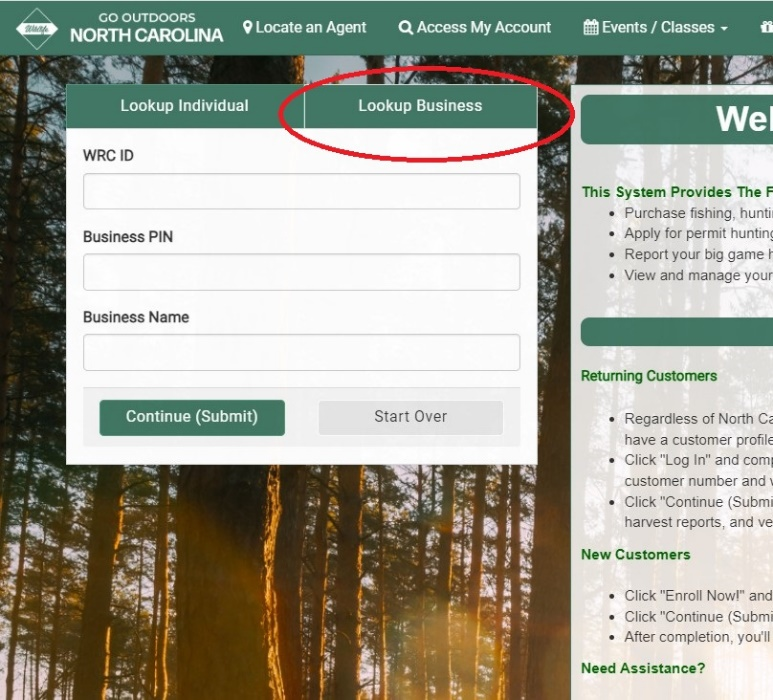 GO OUTDOORS
NORTH CAROLINA
Locate an Agent
Access My Account
Events / Classes
Lookup Individual
Lookup Business
WRC ID
Business PIN
Business Name
Continue (Submit)
Start Over
Wel
This System Provides The F
Purchase fishing, huntin
Apply for permit hunting
Report your big game h
View and manage your
Returning Customers
Regardless of North Ca
have a customer profile
Click "Log In" and comp
customer number and v
Click "Continue (Submi
harvest reports, and ve
New Customers
Click "Enroll Now!" and
Click "Continue (Submi
After completion, you'll
Need Assistance?